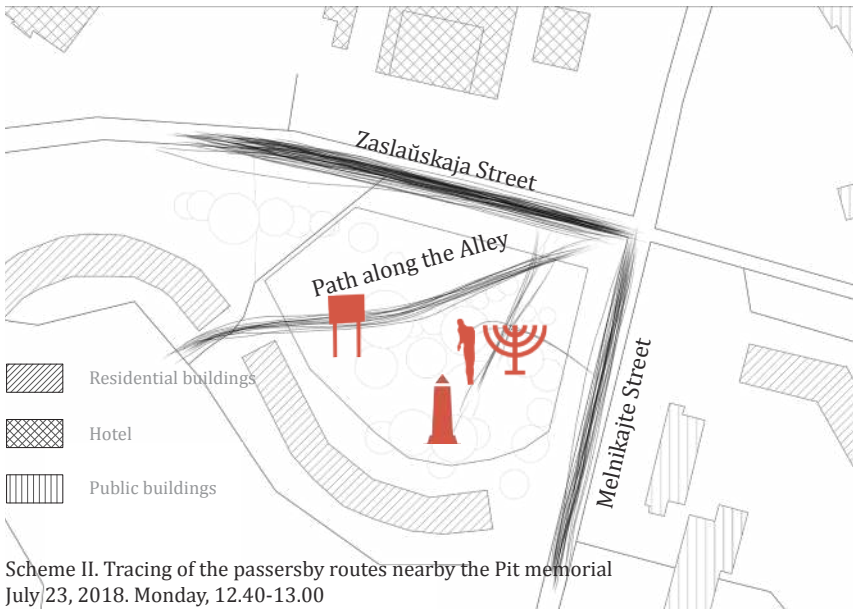 Zaslaŭskaja Street
Path along the Alley
Melnikajte Street
Residential buildings
Hotel
Public buildings
Scheme II. Tracing of the passersby routes nearby the Pit memorial
July 23, 2018. Monday, 12.40-13.00